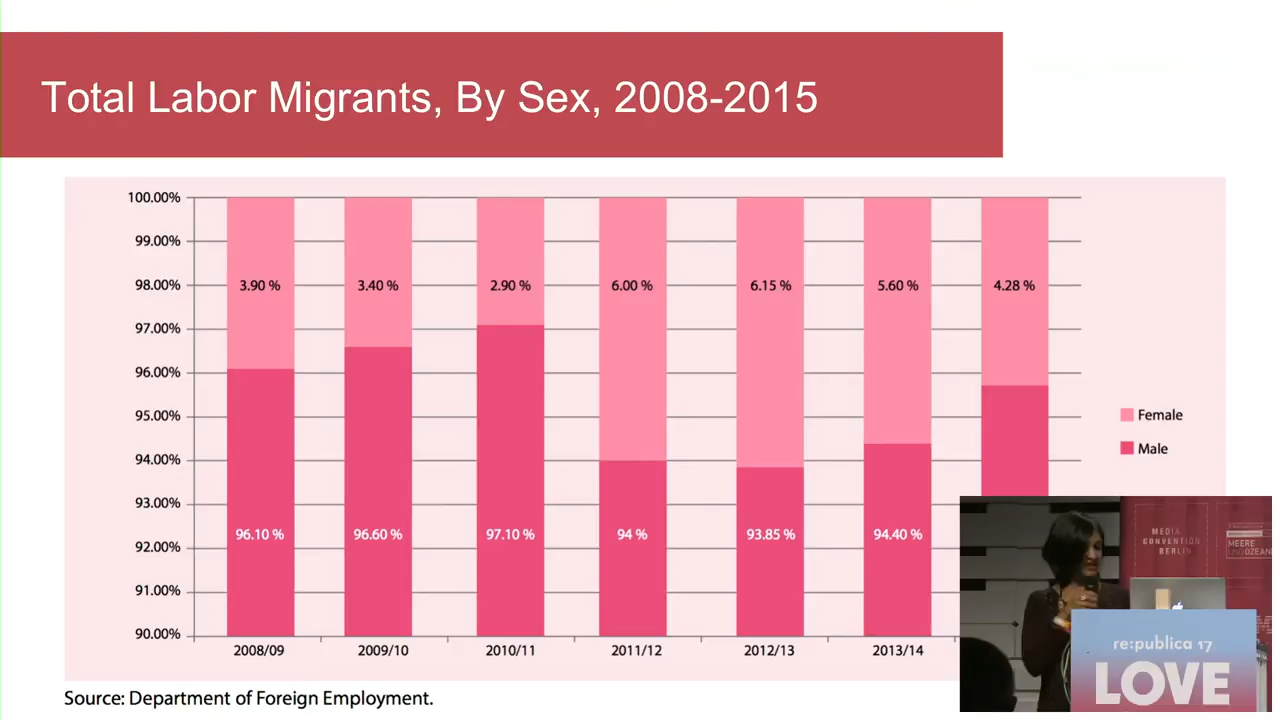 Total Labor Migrants, By Sex, 2008-2015
100.00%
99.00%
98.00%
97.00%
96.00%
95.00%
94.00%
93.00%
92.00%
91.00%
90.00%
3.90 %
3.40 %
2.90 %
6.00 %
6.15 %
5.60 %
4.28 %
96.10 %
96.60 %
97.10 %
94 %
93.85 %
94.40 %
2008/09
2009/10
2010/11
2011/12
2012/13
2013/14
Female
Male
Source: Department of Foreign Employment.
MEDIA
CONVENTION
BERLIN
MEERE
UND OZEAN
re:publica 17
LOVE